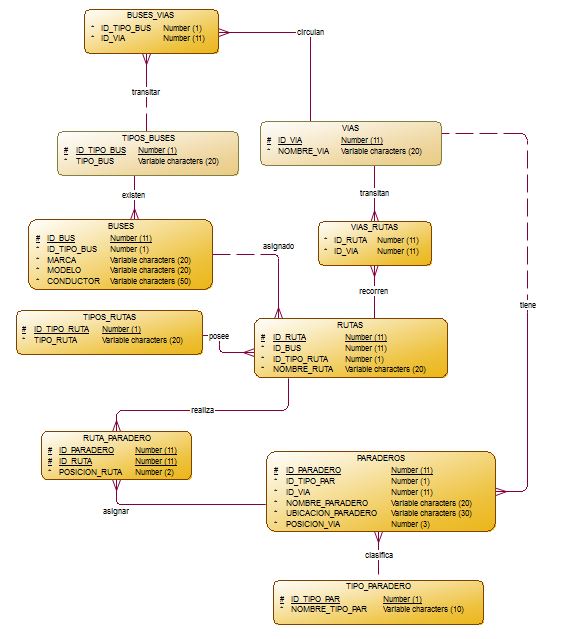 BUSES_VIAS
* ID_TIPO_BUS Number (1)
* ID_VIA Number (11)
circulan
transitar
TIPOS_BUSES
# ID_TIPO_BUS Number (1)
* TIPO_BUS Variable characters (20)
VIAS
# ID_VIA Number (11)
* NOMBRE_VIA Variable characters (20)
existen
transitan
BUSES
# ID_BUS Number (11)
* ID_TIPO_BUS Number (1)
* MARCA Variable characters (20)
* MODELO Variable characters (20)
* CONDUCTOR Variable characters (50)
VIAS_RUTAS
* ID_RUTA Number (11)
* ID_VIA Number (11)
asignado
recorren
tiene
TIPOS_RUTAS
# ID_TIPO_RUTA Number (1)
* TIPO_RUTA Variable characters (20)
posee
RUTAS
# ID_RUTA Number (11)
* ID_BUS Number (11)
* ID_TIPO_RUTA Number (1)
* NOMBRE_RUTA Variable characters (20)
realiza
RUTA_PARADERO
# ID_PARADERO Number (11)
# ID_RUTA Number (11)
* POSICION_RUTA Number (2)
asignar
PARADEROS
# ID_PARADERO Number (11)
* ID_TIPO_PAR Number (1)
* ID_VIA Number (11)
* NOMBRE_PARADERO Variable characters (20)
* UBICACION_PARADERO Variable characters (30)
* POSICION_VIA Number (3)
clasifica
TIPO_PARADERO
# ID_TIPO_PAR Number (1)
* NOMBRE_TIPO_PAR Variable characters (10)